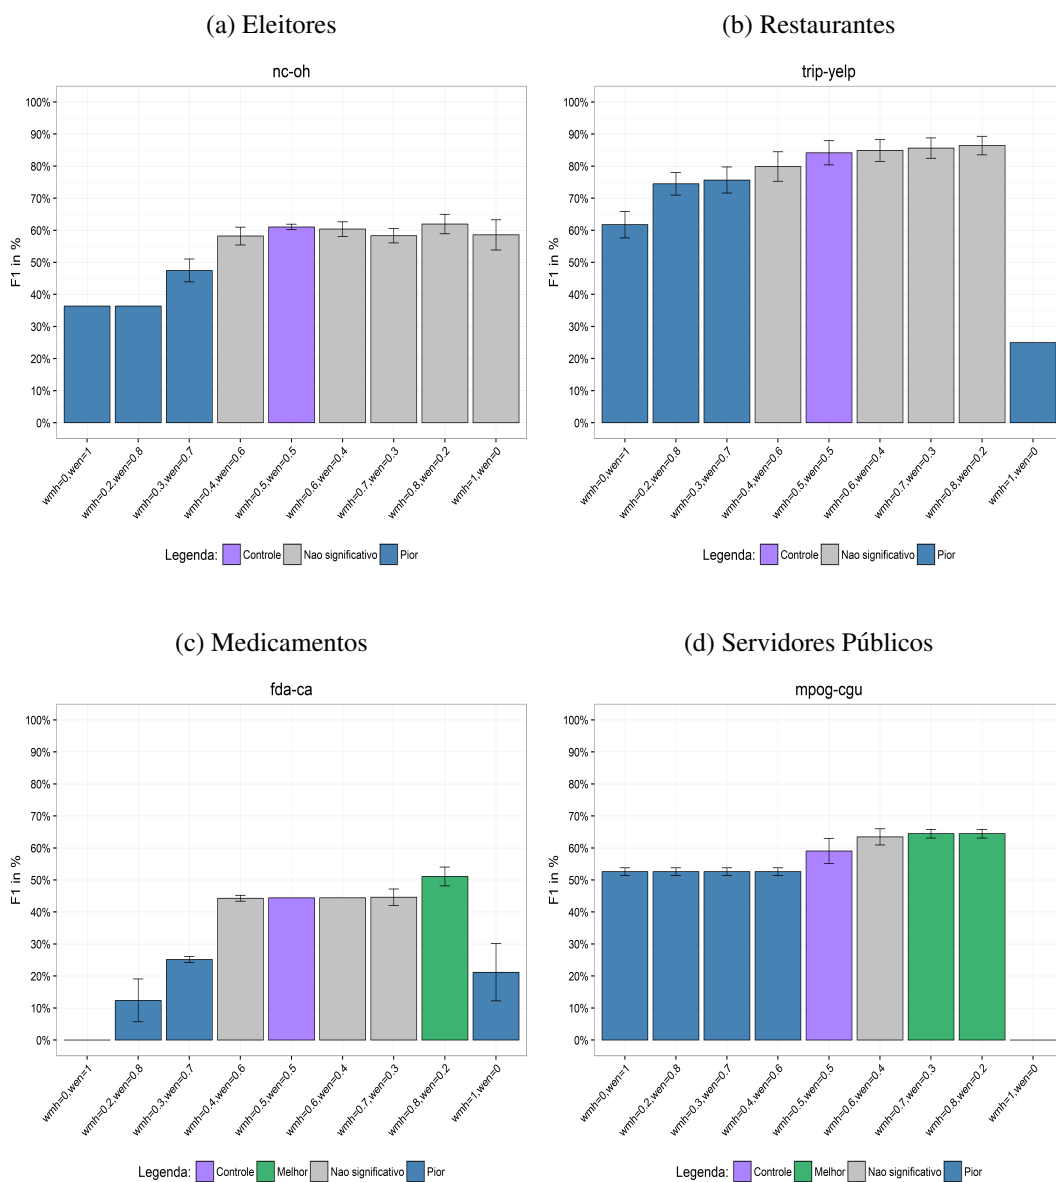 (a) Eleitores
nc-oh
100%
90%
80%
70%
60%
50%
40%
30%
20%
10%
0%
F1 in %
wmh=0,wen=1
wmh=0.2,wen=0.8
wmh=0.3,wen=0.7
wmh=0.4,wen=0.6
wmh=0.5,wen=0.5
wmh=0.6,wen=0.4
wmh=0.7,wen=0.3
wmh=0.8,wen=0.2
wmh=1,wen=0
Legenda: Controle Nao significativo Pior
(b) Restaurantes
trip-yelp
100%
90%
80%
70%
60%
50%
40%
30%
20%
10%
0%
F1 in %
wmh=0,wen=1
wmh=0.2,wen=0.8
wmh=0.3,wen=0.7
wmh=0.4,wen=0.6
wmh=0.5,wen=0.5
wmh=0.6,wen=0.4
wmh=0.7,wen=0.3
wmh=0.8,wen=0.2
wmh=1,wen=0
Legenda: Controle Nao significativo Pior
(c) Medicamentos
fda-ca
100%
90%
80%
70%
60%
50%
40%
30%
20%
10%
0%
F1 in %
wmh=0,wen=1
wmh=0.2,wen=0.8
wmh=0.3,wen=0.7
wmh=0.4,wen=0.6
wmh=0.5,wen=0.5
wmh=0.6,wen=0.4
wmh=0.7,wen=0.3
wmh=0.8,wen=0.2
wmh=1,wen=0
Legenda: Controle Melhor Nao significativo Pior
(d) Servidores Públicos
mpog-cgu
100%
90%
80%
70%
60%
50%
40%
30%
20%
10%
0%
F1 in %
wmh=0,wen=1
wmh=0.2,wen=0.8
wmh=0.3,wen=0.7
wmh=0.4,wen=0.6
wmh=0.5,wen=0.5
wmh=0.6,wen=0.4
wmh=0.7,wen=0.3
wmh=0.8,wen=0.2
wmh=1,wen=0
Legenda: Controle Melhor Nao significativo Pior